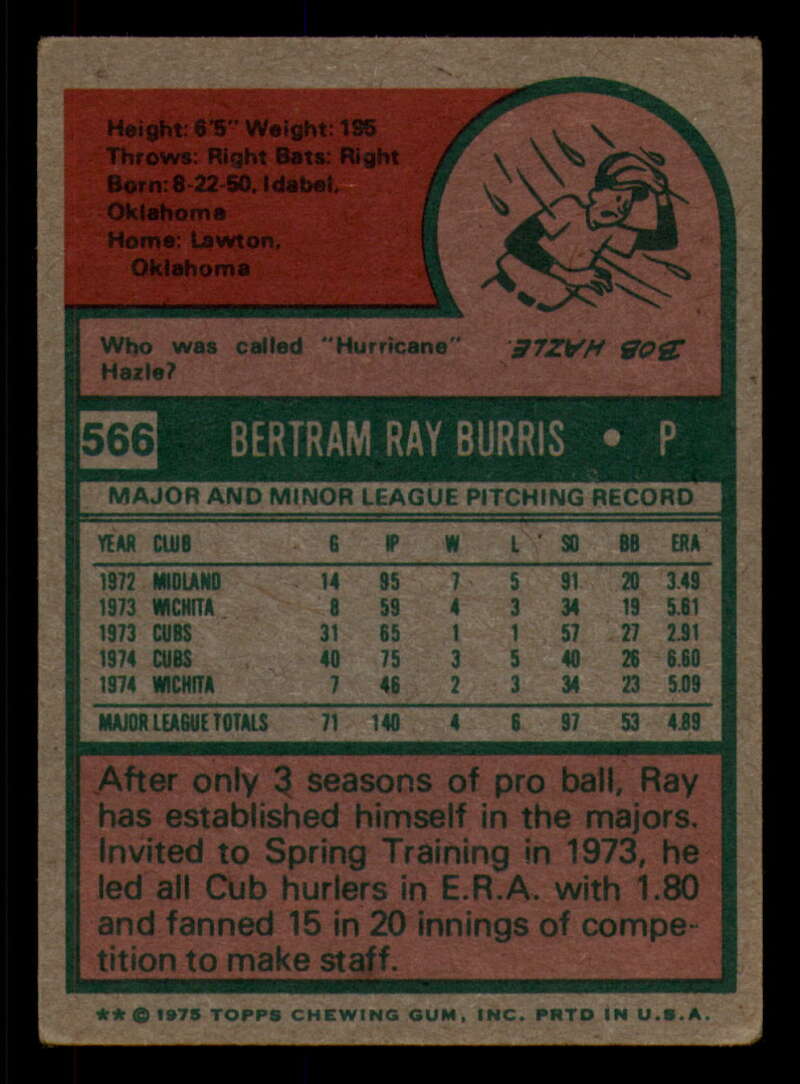 Height: 6'5" Weight: 195
Throws: Right Bats: Right
Born: 8-22-50, Idabel,
Oklahoma
Home: Lawton,
Oklahoma
Who was called "Hurricane"
Hazle?
BOB HAZLE.
566 BERTRAM RAY BURRIS • P
MAJOR AND MINOR LEAGUE PITCHING RECORD
YEAR CLUB G IP W L SO BB ERA
1972 MIDLAND 14 95 7 5 91 20 3.49
1973 WICHITA 8 59 4 3 34 19 5.61
1973 CUBS 31 65 1 1 57 27 2.91
1974 CUBS 40 75 3 5 40 26 6.60
1974 WICHITA 7 46 2 3 34 23 5.09
MAJOR LEAGUE TOTALS 71 140 4 6 97 53 4.89
After only 3 seasons of pro ball, Ray
has established himself in the majors.
Invited to Spring Training in 1973, he
led all Cub hurlers in E.R.A. with 1.80
and fanned 15 in 20 innings of compe-
tition to make staff.
** © 1975 TOPPS CHEWING GUM, INC. PRTD IN U.S.A.